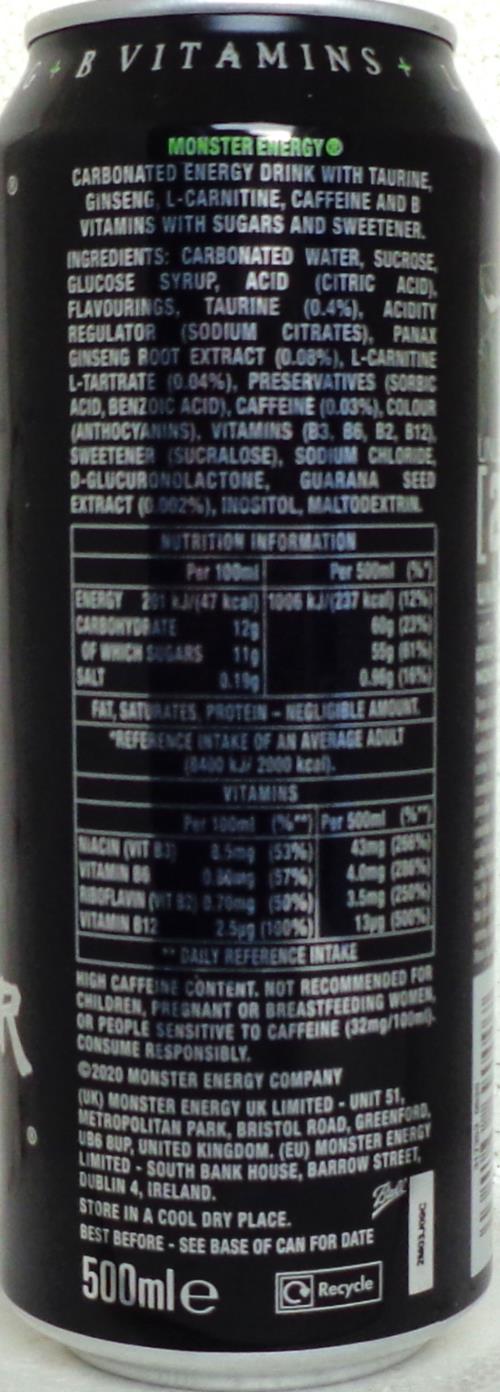 G + B VITAMINS + L
MONSTER ENERGY®
CARBONATED ENERGY DRINK WITH TAURINE,
GINSENG, L-CARNITINE, CAFFEINE AND B
VITAMINS WITH SUGARS AND SWEETENER.
INGREDIENTS: CARBONATED WATER, SUCROSE,
GLUCOSE SYRUP, ACID (CITRIC ACID),
FLAVOURINGS, TAURINE (0.4%), ACIDITY
REGULATOR (SODIUM CITRATES), PANAX
GINSENG ROOT EXTRACT (0.08%), L-CARNITINE
L-TARTRATE (0.04%), PRESERVATIVES (SORBIC
ACID, BENZOIC ACID), CAFFEINE (0.03%), COLOUR
(ANTHOCYANINS), VITAMINS (B3, B6, B2, B12),
SWEETENER (SUCRALOSE), SODIUM CHLORIDE,
D-GLUCURONOLACTONE, GUARANA SEED
EXTRACT (0.002%), INOSITOL, MALTODEXTRIN.
NUTRITION INFORMATION
Per 100ml Per 500ml (%*)
ENERGY 201 kJ/(47 kcal) 1006 kJ/(237 kcal) (12%)
CARBOHYDRATE 12g 60g (23%)
OF WHICH SUGARS 11g 55g (61%)
SALT 0.19g 0.96g (16%)
FAT, SATURATES, PROTEIN – NEGLIGIBLE AMOUNT.
*REFERENCE INTAKE OF AN AVERAGE ADULT
(8400 kJ/ 2000 kcal).
VITAMINS
Per 100ml (%**) Per 500ml (%**)
NIACIN (VIT B3) 8.5mg (53%) 43mg (266%)
VITAMIN B6 (57%) 4.0mg (286%)
RIBOFLAVIN (VIT B2) 0.70mg (50%) 3.5mg (250%)
VITAMIN B12 2.5µg (100%) 13µg (500%)
** DAILY REFERENCE INTAKE
HIGH CAFFEINE CONTENT. NOT RECOMMENDED FOR
CHILDREN, PREGNANT OR BREASTFEEDING WOMEN,
OR PEOPLE SENSITIVE TO CAFFEINE (32mg/100ml).
CONSUME RESPONSIBLY.
©2020 MONSTER ENERGY COMPANY
(UK) MONSTER ENERGY UK LIMITED - UNIT 51,
METROPOLITAN PARK, BRISTOL ROAD, GREENFORD,
UB6 8UP, UNITED KINGDOM. (EU) MONSTER ENERGY
LIMITED - SOUTH BANK HOUSE, BARROW STREET,
DUBLIN 4, IRELAND.
STORE IN A COOL DRY PLACE.
BEST BEFORE - SEE BASE OF CAN FOR DATE
Ball
500ml e
Recycle